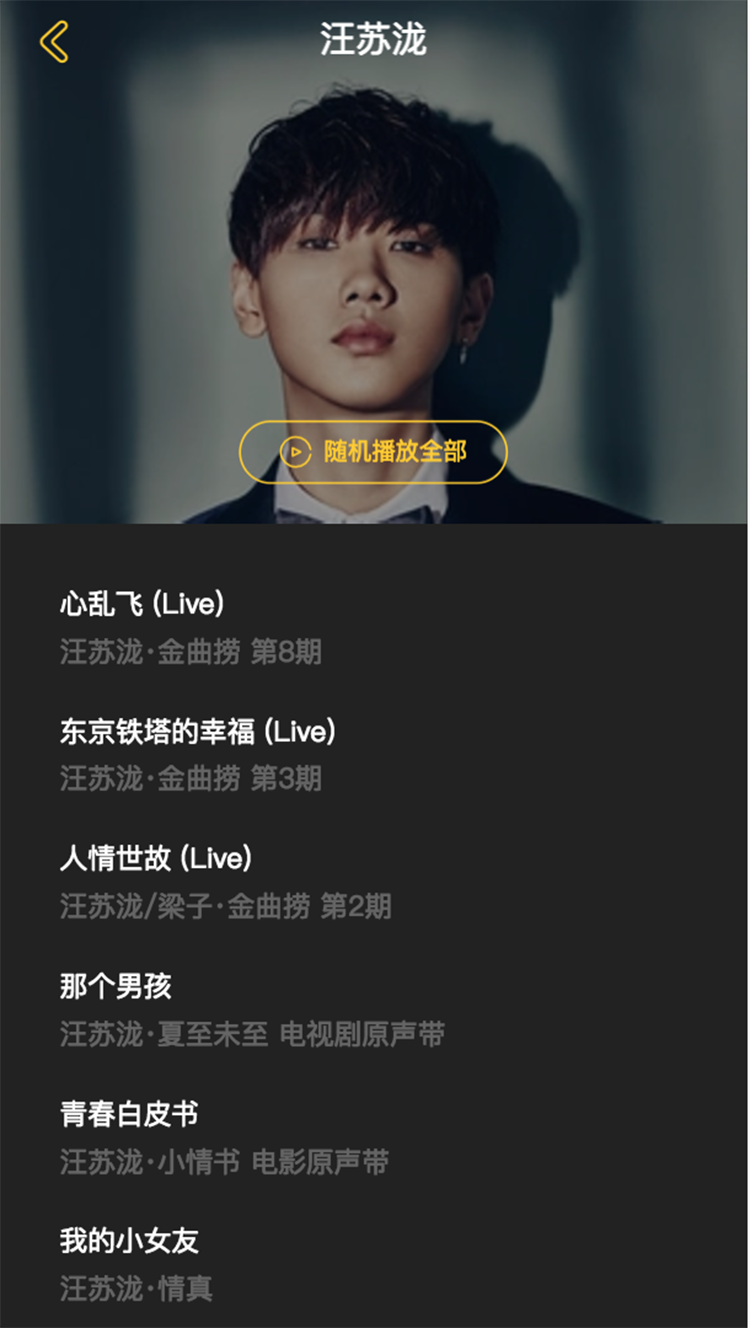 汪苏泷
随机播放全部
心乱飞 (Live)
汪苏泷·金曲捞 第8期
东京铁塔的幸福 (Live)
汪苏泷·金曲捞 第3期
人情世故 (Live)
汪苏泷/梁子·金曲捞 第2期
那个男孩
汪苏泷·夏至未至 电视剧原声带
青春白皮书
汪苏泷·小情书 电影原声带
我的小女友
汪苏泷·情真